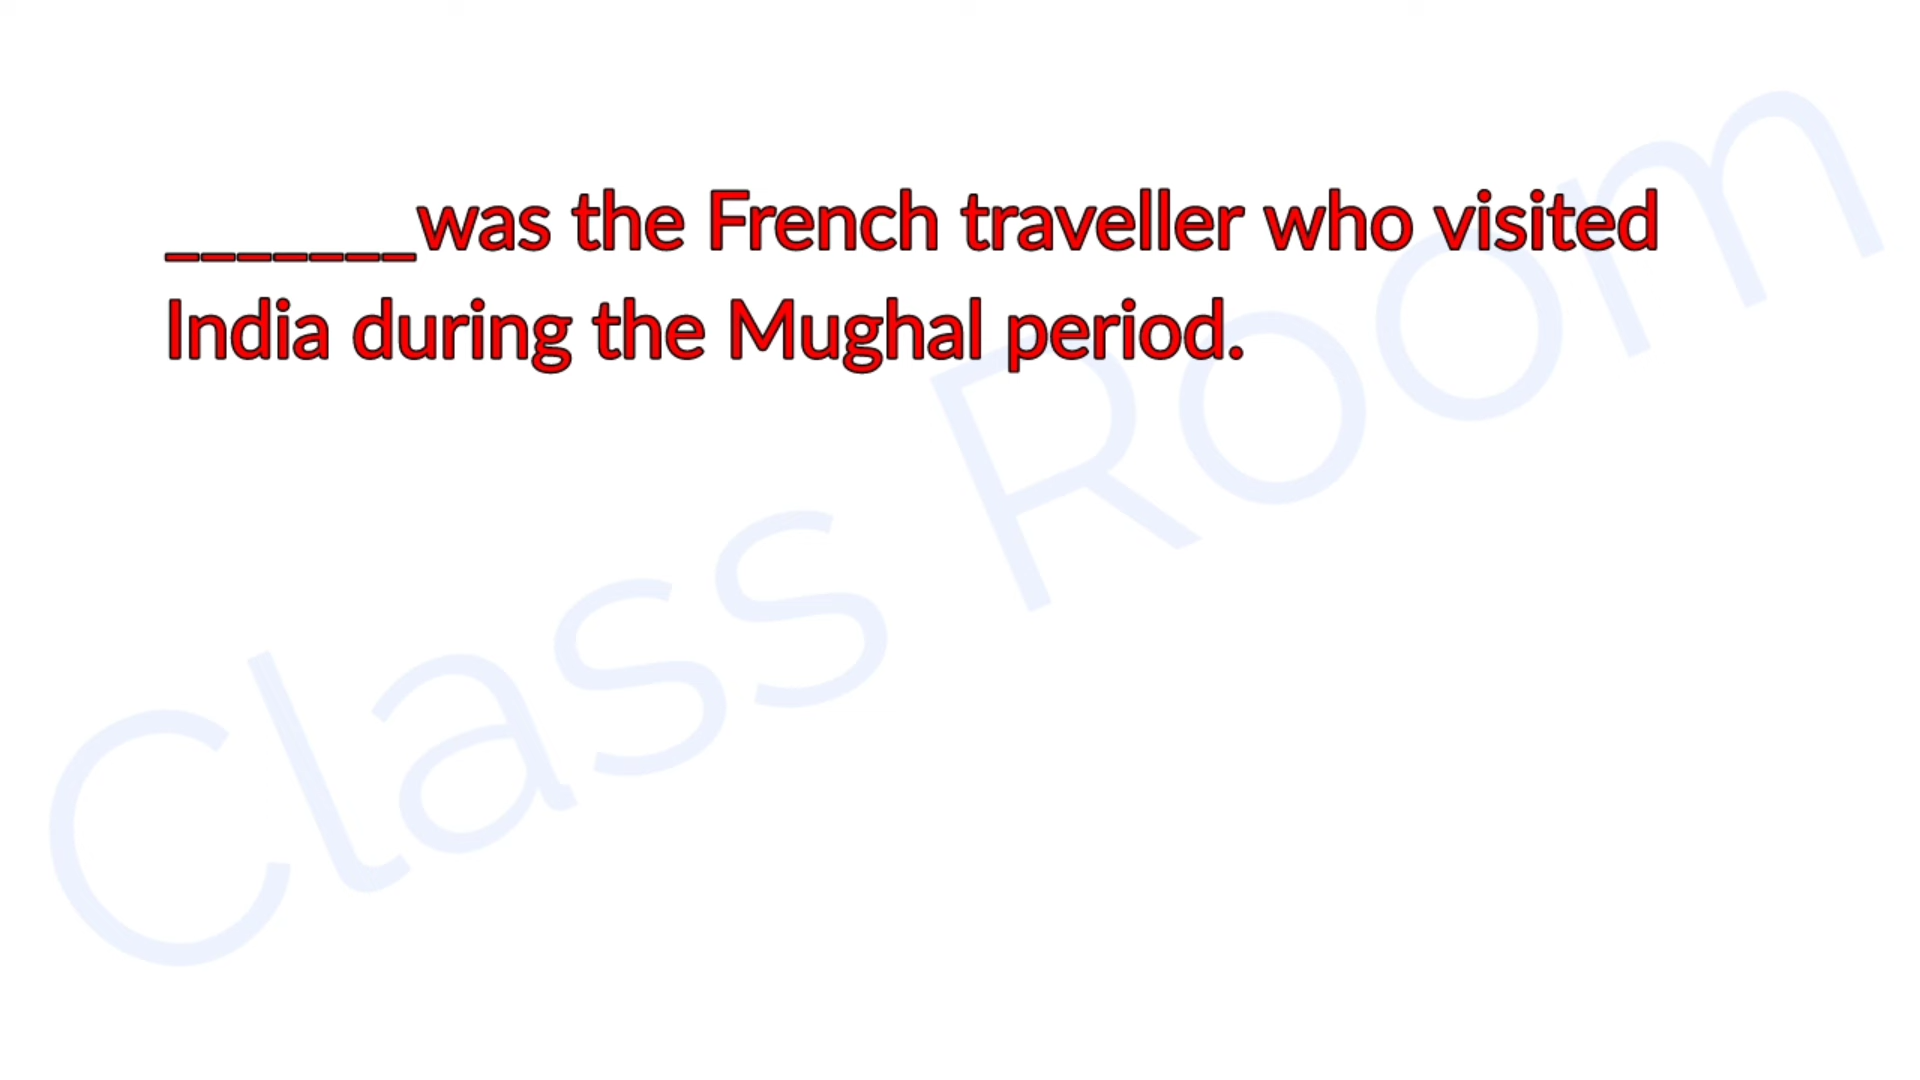 _______was the French traveller who visited
India during the Mughal period.
Class Room